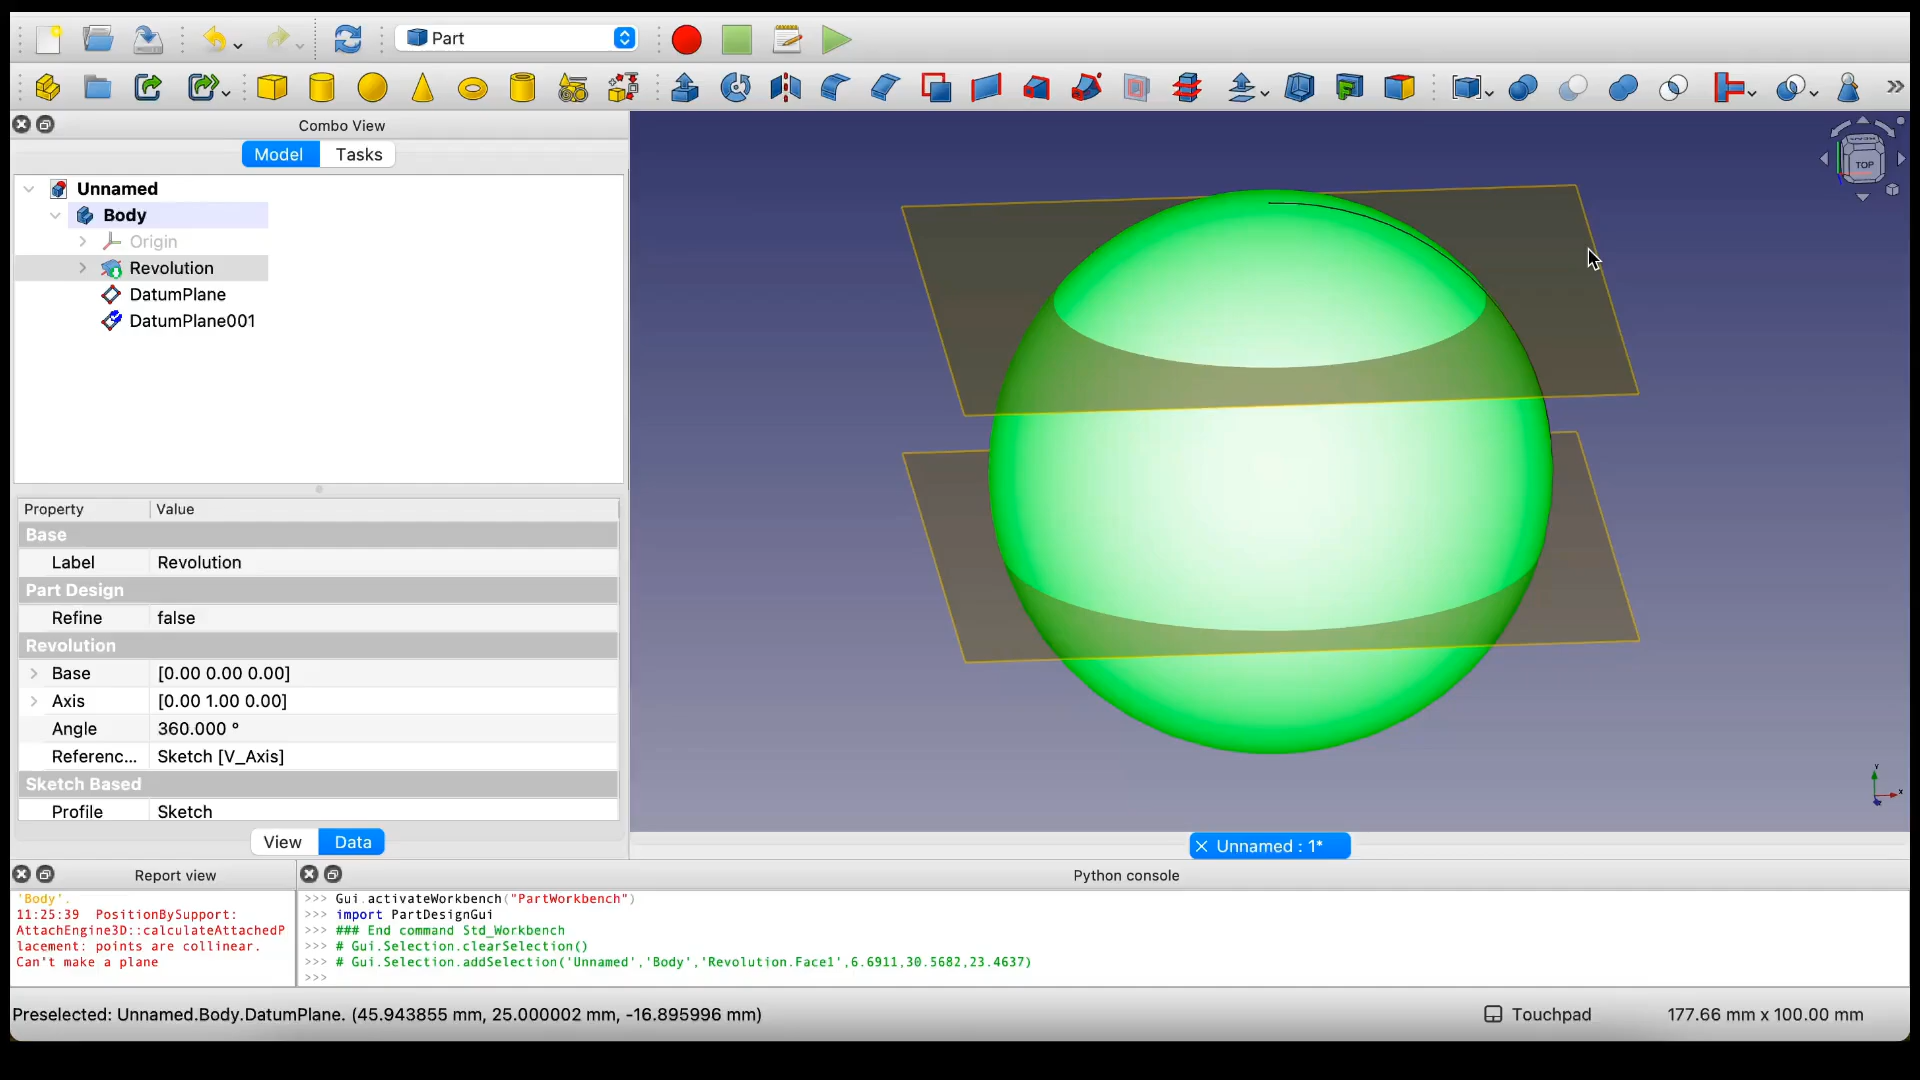 Part
Combo View
Model
Tasks
Unnamed
Body
Origin
Revolution
DatumPlane
DatumPlane001
Property
Value
Base
Label
Revolution
Part Design
Refine
false
Revolution
Base
[0.00 0.00 0.00]
Axis
[0.00 1.00 0.00]
Angle
360.000 °
Referenc...
Sketch [V_Axis]
Sketch Based
Profile
Sketch
View
Data
TOP
Y
X
Unnamed : 1*
Report view
'Body'.
11:25:39  PositionBySupport:
AttachEngine3D::calculateAttachedP
lacement: points are collinear.
Can't make a plane
Python console
>>> Gui.activateWorkbench("PartWorkbench")
>>> import PartDesignGui
>>> ### End command Std_Workbench
>>> # Gui.Selection.clearSelection()
>>> # Gui.Selection.addSelection('Unnamed','Body','Revolution.Face1',6.6911,30.5682,23.4637)
>>>
Preselected: Unnamed.Body.DatumPlane. (45.943855 mm, 25.000002 mm, -16.895996 mm)
Touchpad
177.66 mm x 100.00 mm